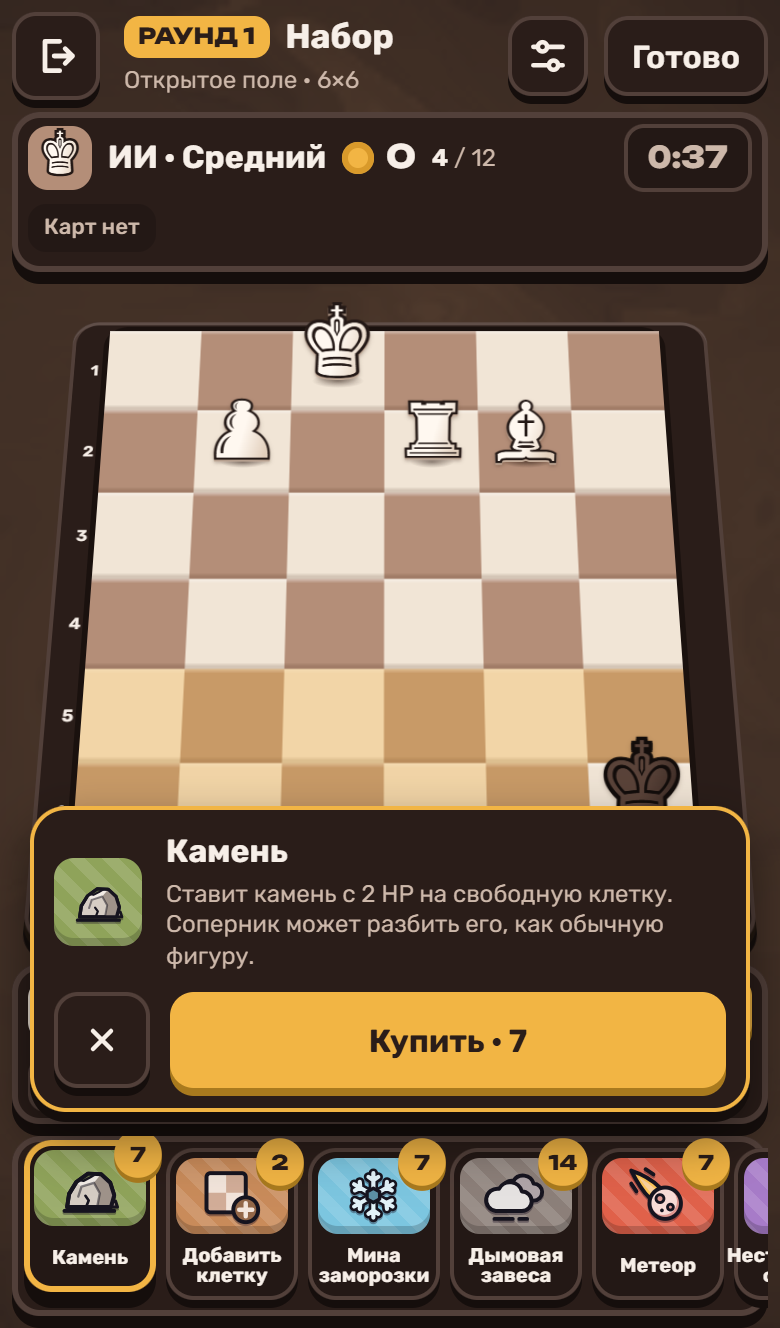 РАУНД 1 Набор
Открытое поле • 6×6
Готово
ИИ • Средний 0 4 / 12
0:37
Карт нет
1
2
3
4
5
Камень
Ставит камень с 2 HP на свободную клетку.
Соперник может разбить его, как обычную
фигуру.
Купить • 7
7
2
7
14
7
Камень
Добавить
клетку
Мина
заморозки
Дымовая
завеса
Метеор